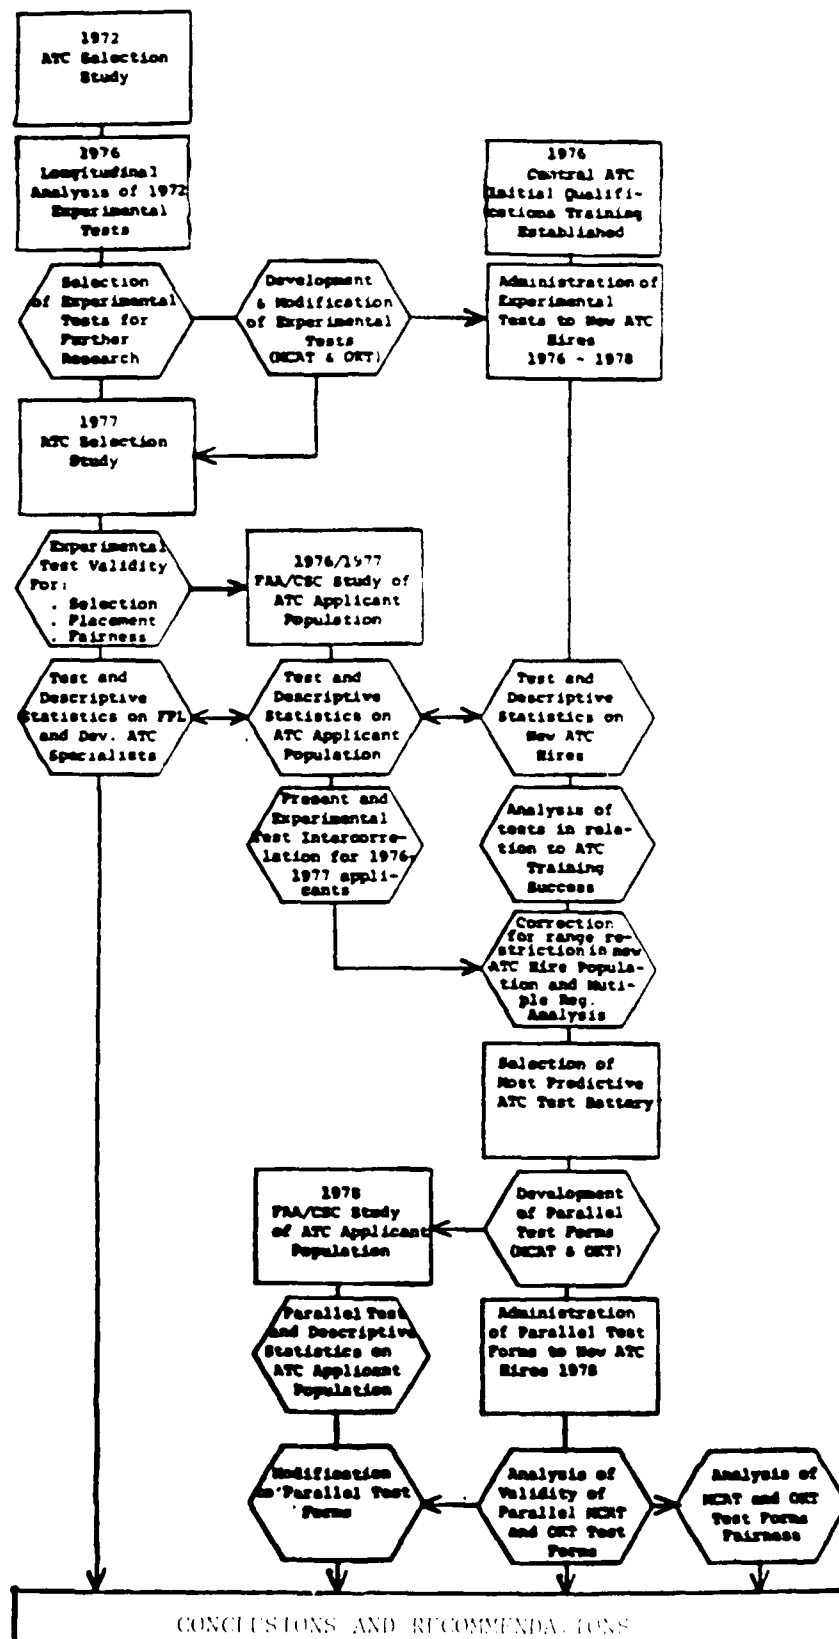 1972
ATC Selection
Study
1976
Longitudinal
Analysis of 1972
Experimental
Tests
1976
Central ATC
Initial Qualifi-
cations Training
Established
Selection
of Experimental
Tests for
Further
Research
Development
& Modification
of Experimental
Tests
(MCAT & OKT)
Administration of
Experimental
Tests to New ATC
Hires
1976 - 1978
1977
ATC Selection
Study
Experimental
Test Validity
For:
. Selection
. Placement
. Fairness
1976/1977
FAA/CSC Study of
ATC Applicant
Population
Test and
Descriptive
Statistics on FPL
and Dev. ATC
Specialists
Test and
Descriptive
Statistics on
ATC Applicant
Population
Test and
Descriptive
Statistics on
New ATC
Hires
Present and
Experimental
Test Intercorre-
lation for 1976-
1977 appli-
cants
Analysis of
tests in rela-
tion to ATC
Training
Success
Correction
for range re-
striction in new
ATC Hire Popula-
tion and Muti-
ple Reg.
Analysis
Selection of
Most Predictive
ATC Test Battery
1978
FAA/CSC Study
of ATC Applicant
Population
Development
of Parallel
Test Forms
(MCAT & OKT)
Parallel Test
and Descriptive
Statistics on
ATC Applicant
Population
Administration
of Parallel Test
Forms to New ATC
Hires 1978
Modification
Parallel Test
Forms
Analysis of
Validity of
Parallel MCAT
and OKT Test
Forms
Analysis of
MCAT and OKT
Test Forms
Fairness
CONCLUSIONS AND RECOMMENDATIONS